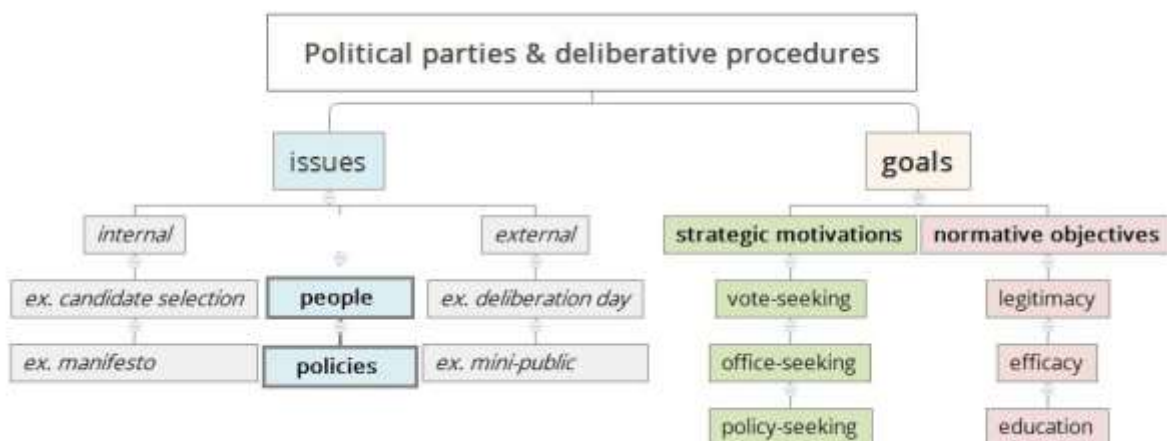 Political parties & deliberative procedures
issues
goals
internal
external
strategic motivations
normative objectives
ex. candidate selection
people
ex. deliberation day
vote-seeking
legitimacy
ex. manifesto
policies
ex. mini-public
office-seeking
efficacy
policy-seeking
education